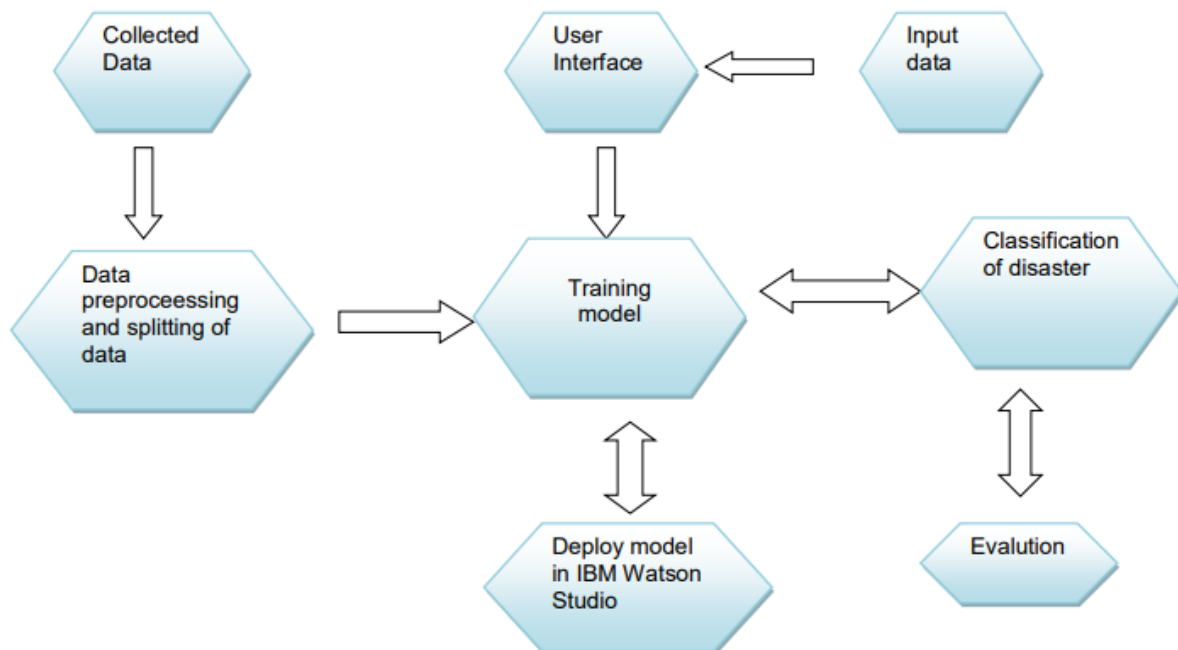 Collected
Data
User
Interface
Input
data
Data
preproceessing
and splitting of
data
Training
model
Classification
of disaster
Deploy model
in IBM Watson
Studio
Evalution